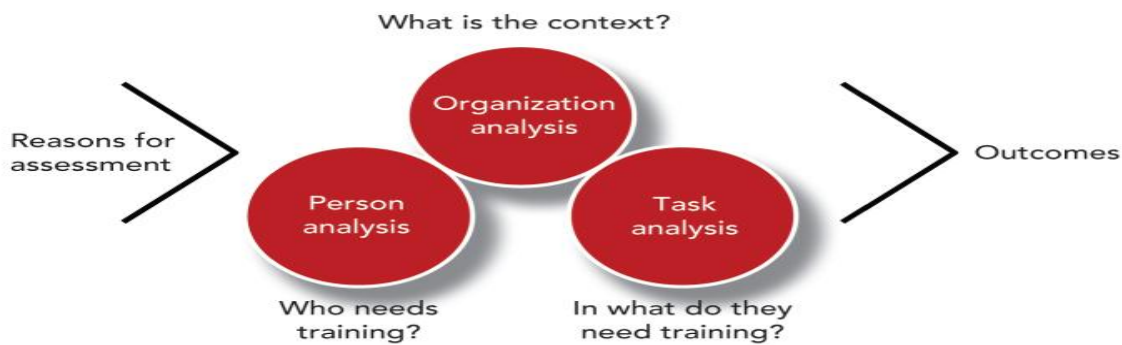 What is the context?
Organization
analysis
Reasons for
assessment
Outcomes
Person
analysis
Task
analysis
Who needs
training?
In what do they
need training?